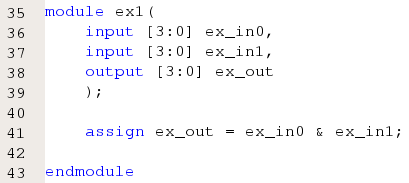 35 module ex1(
36     input [3:0] ex_in0,
37     input [3:0] ex_in1,
38     output [3:0] ex_out
39     );
40
41     assign ex_out = ex_in0 & ex_in1;
42
43 endmodule